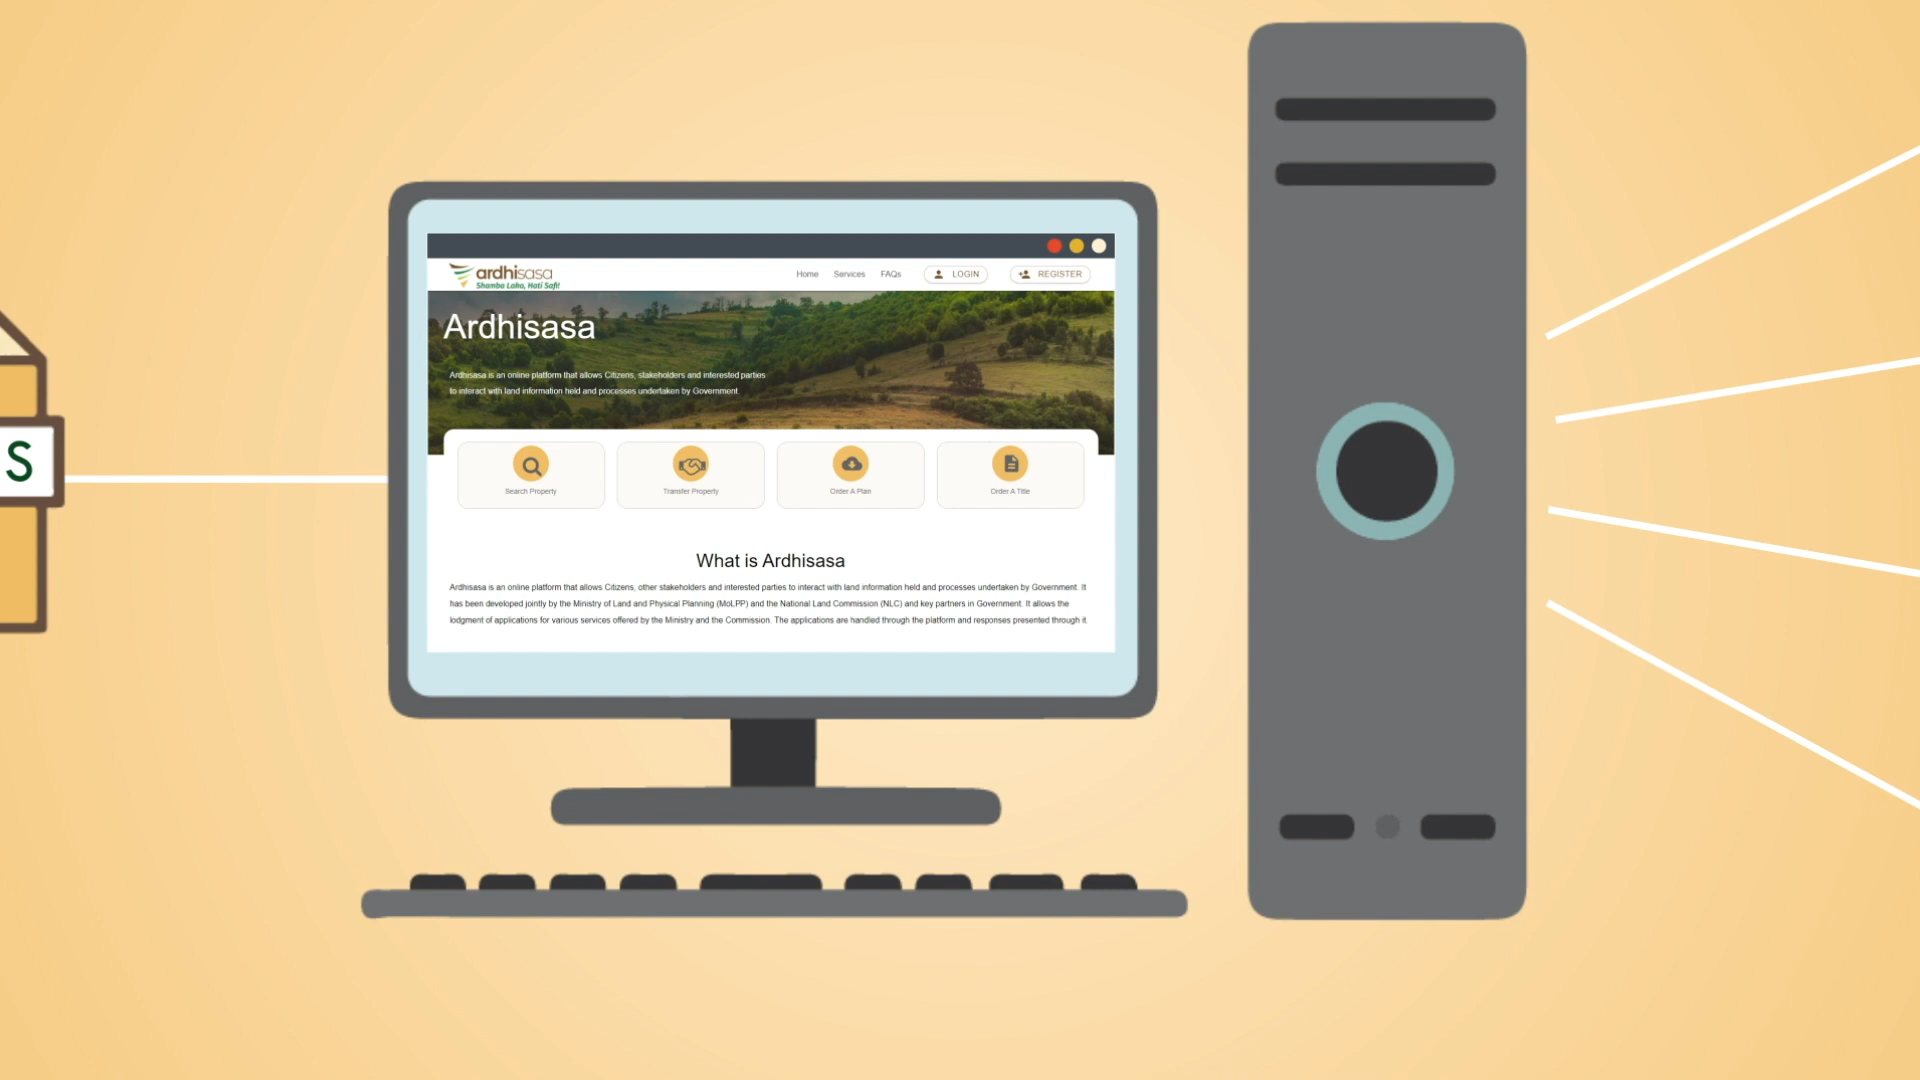 S
ardhisasa
Shamba Lako, Hati Safi!
Home Services FAQs LOGIN REGISTER
Ardhisasa
Ardhisasa is an online platform that allows Citizens, stakeholders and interested parties
to interact with land information held and processes undertaken by Government.
Search Property Transfer Property Order A Plan Order A Title
What is Ardhisasa
Ardhisasa is an online platform that allows Citizens, other stakeholders and interested parties to interact with land information held and processes undertaken by Government. It
has been developed jointly by the Ministry of Land and Physical Planning (MoLPP) and the National Land Commission (NLC) and key partners in Government. It allows the
lodgment of applications for various services offered by the Ministry and the Commission. The applications are handled through the platform and responses presented through it.